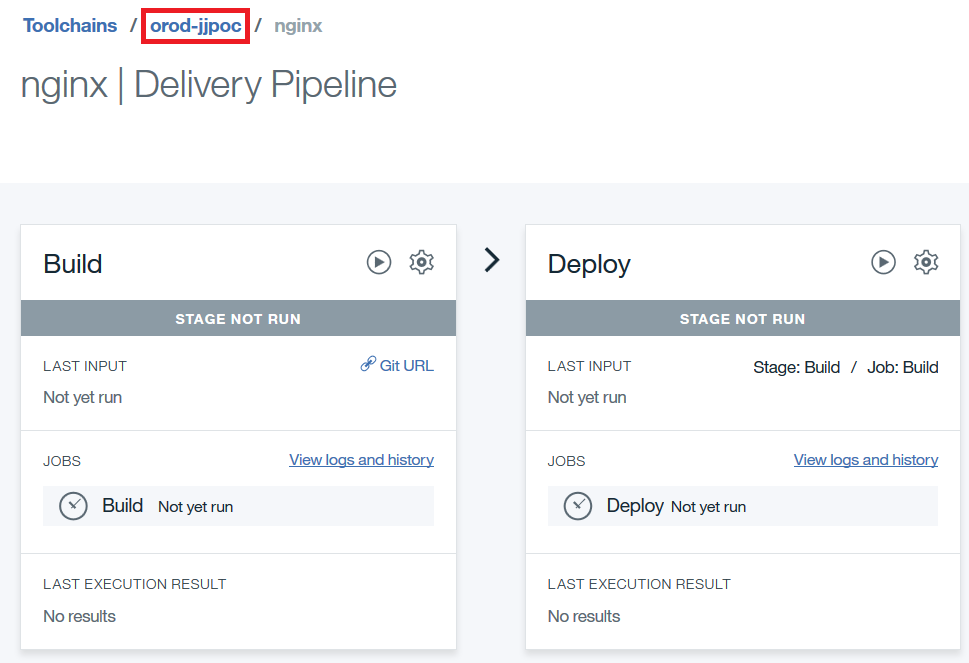 Toolchains / orod-jjpoc / nginx
nginx | Delivery Pipeline
Build
STAGE NOT RUN
LAST INPUT Git URL
Not yet run
JOBS View logs and history
Build Not yet run
LAST EXECUTION RESULT
No results
Deploy
STAGE NOT RUN
LAST INPUT Stage: Build / Job: Build
Not yet run
JOBS View logs and history
Deploy Not yet run
LAST EXECUTION RESULT
No results